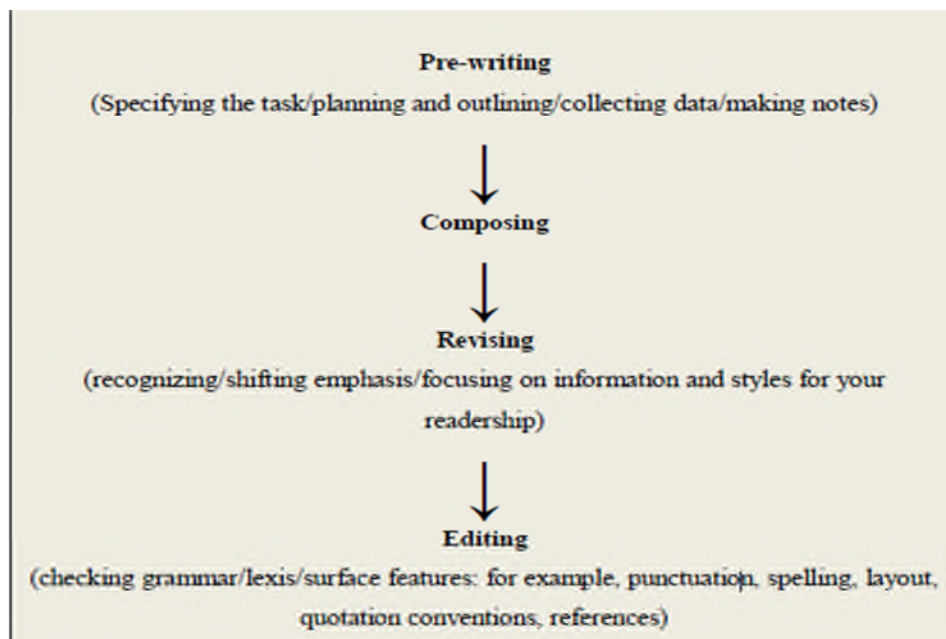 Pre-writing
(Specifying the task/planning and outlining/collecting data/making notes)
Composing
Revising
(recognizing/shifting emphasis/focusing on information and styles for your
readership)
Editing
(checking grammar/lexis/surface features: for example, punctuation, spelling, layout,
quotation conventions, references)